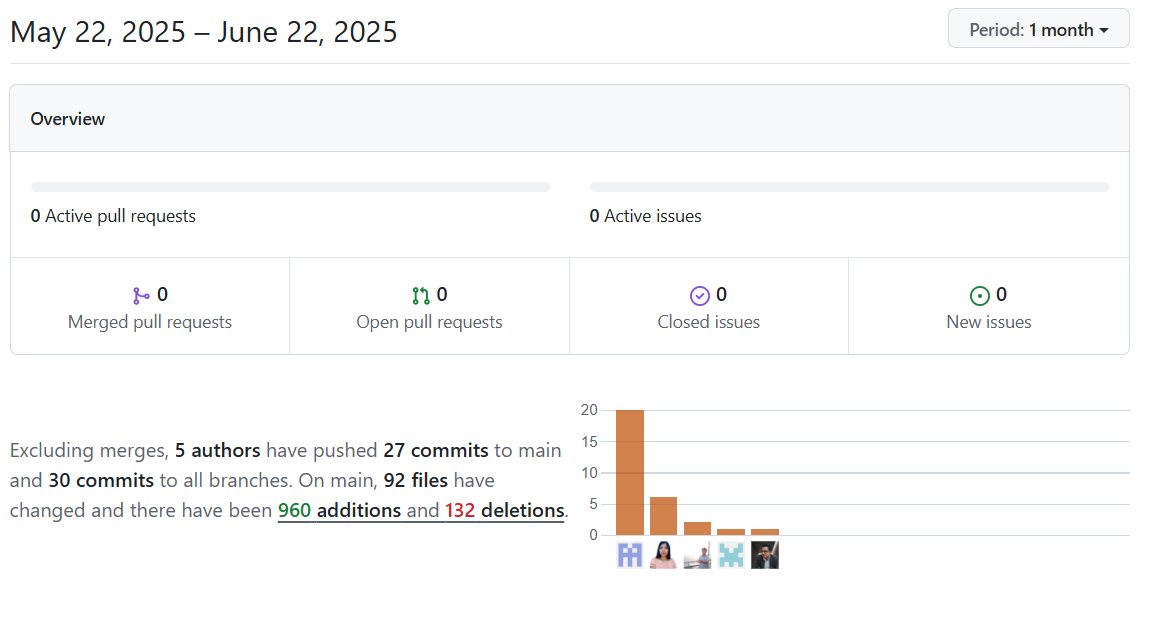 May 22, 2025 – June 22, 2025
Period: 1 month
Overview
0 Active pull requests
0 Active issues
0
Merged pull requests
0
Open pull requests
0
Closed issues
0
New issues
Excluding merges, 5 authors have pushed 27 commits to main
and 30 commits to all branches. On main, 92 files have
changed and there have been 960 additions and 132 deletions.
20
15
10
5
0